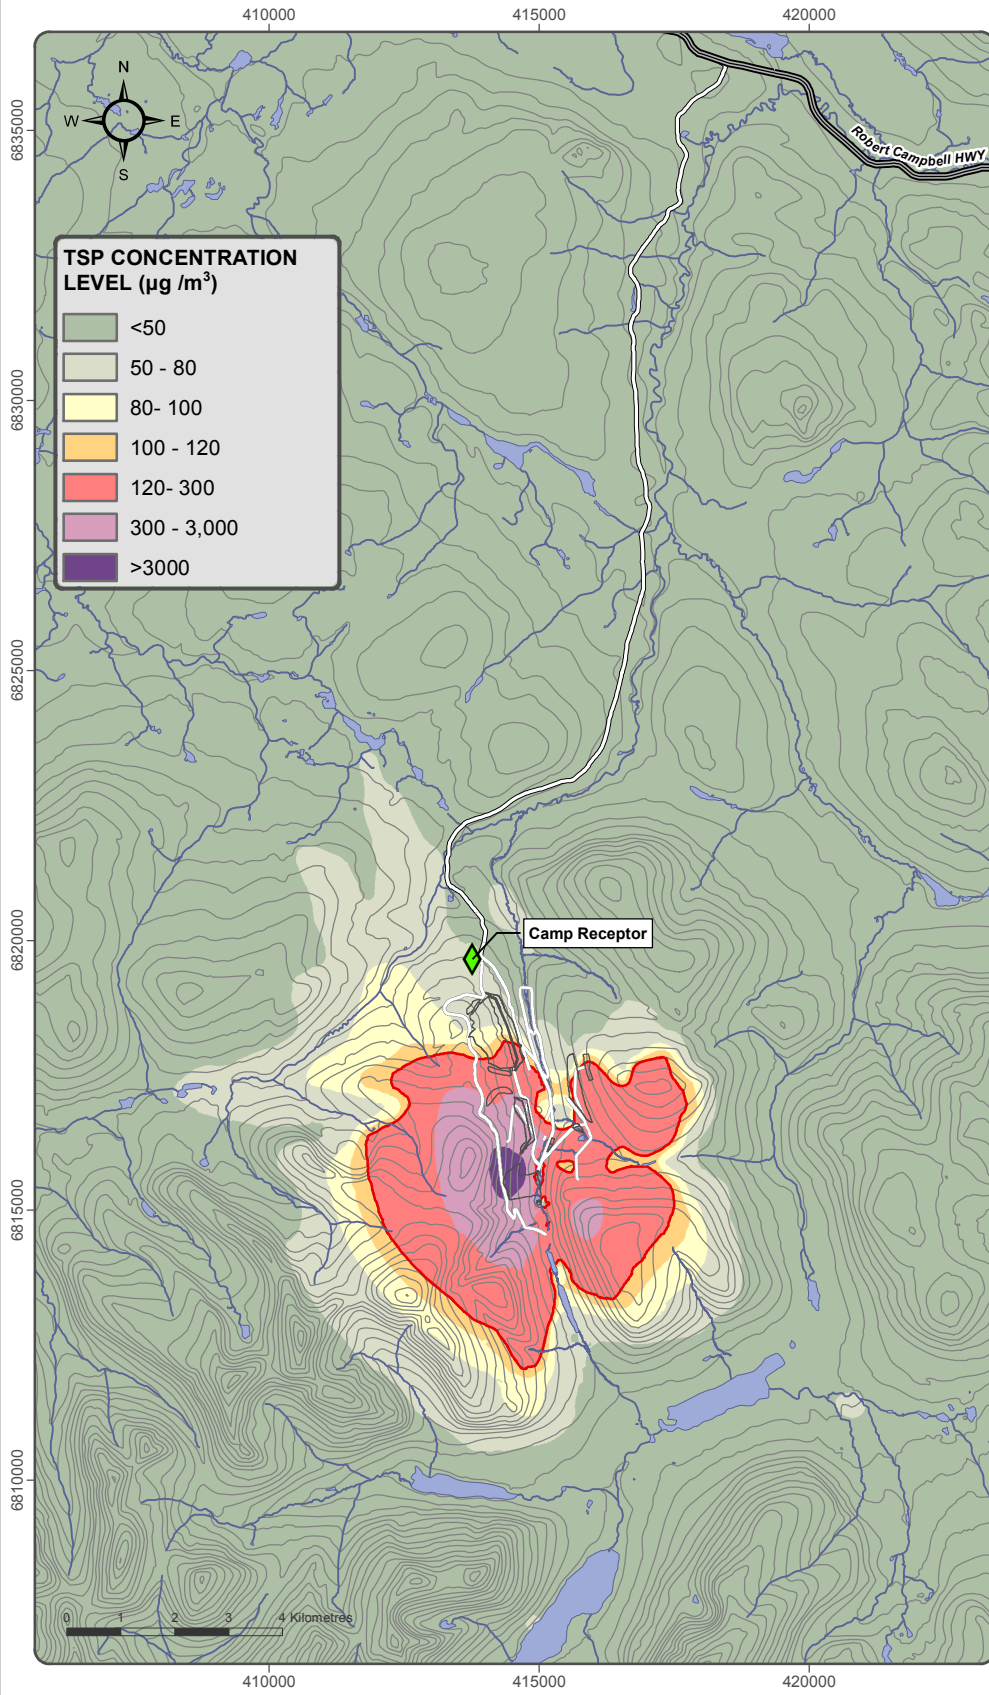 410000
415000
420000
N
W
E
S
6835000
Robert Campbell HWY
TSP CONCENTRATION
LEVEL (µg /m³)
<50
50 - 80
80- 100
100 - 120
120- 300
300 - 3,000
>3000
6830000
6825000
6820000
Camp Receptor
6815000
6810000
0 1 2 3 4 Kilometres
410000
415000
420000